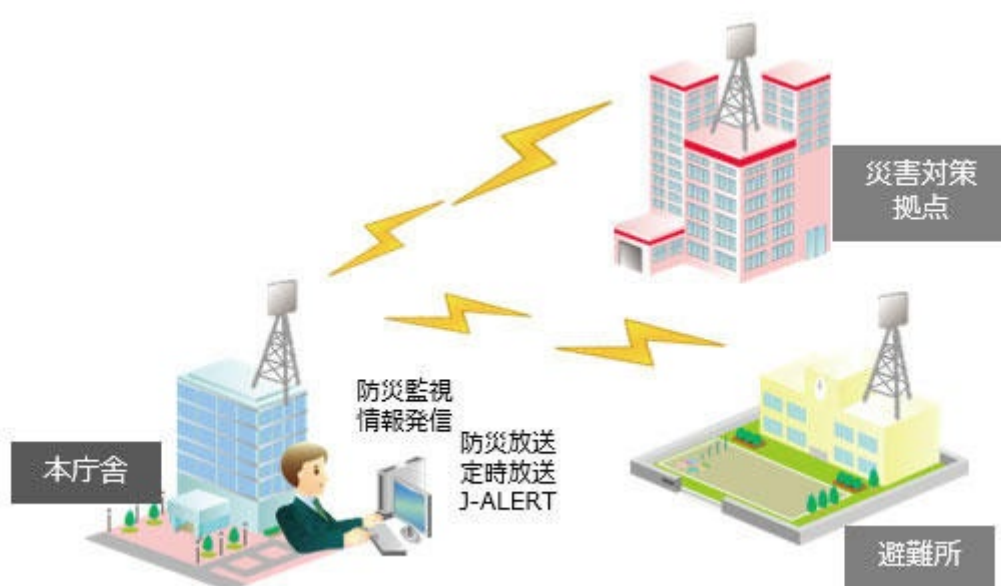 災害対策
拠点
防災監視
情報発信
防災放送
定時放送
J-ALERT
本庁舎
避難所